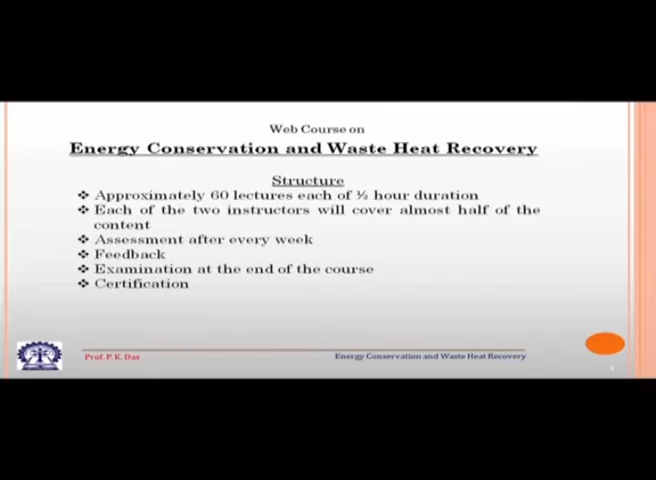 Web Course on
Energy Conservation and Waste Heat Recovery
Structure
❖ Approximately 60 lectures each of ½ hour duration
❖ Each of the two instructors will cover almost half of the
content
❖ Assessment after every week
❖ Feedback
❖ Examination at the end of the course
❖ Certification
Prof. P. K. Das
Energy Conservation and Waste Heat Recovery